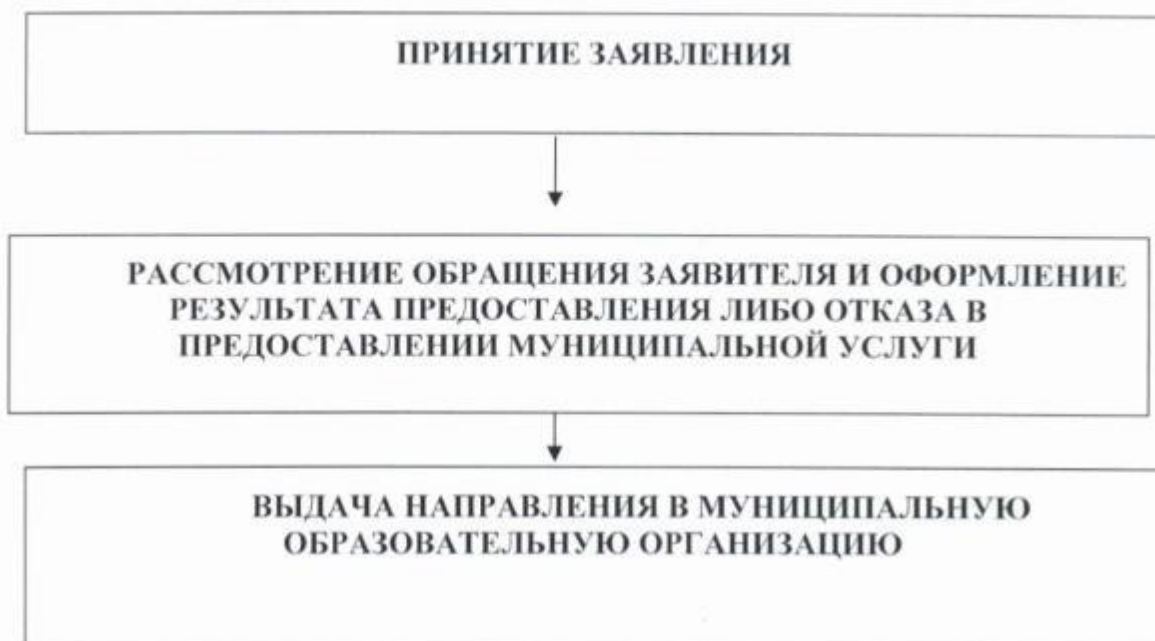 ПРИНЯТИЕ ЗАЯВЛЕНИЯ
РАССМОТРЕНИЕ ОБРАЩЕНИЯ ЗАЯВИТЕЛЯ И ОФОРМЛЕНИЕ
РЕЗУЛЬТАТА ПРЕДОСТАВЛЕНИЯ ЛИБО ОТКАЗА В
ПРЕДОСТАВЛЕНИИ МУНИЦИПАЛЬНОЙ УСЛУГИ
ВЫДАЧА НАПРАВЛЕНИЯ В МУНИЦИПАЛЬНУЮ
ОБРАЗОВАТЕЛЬНУЮ ОРГАНИЗАЦИЮ